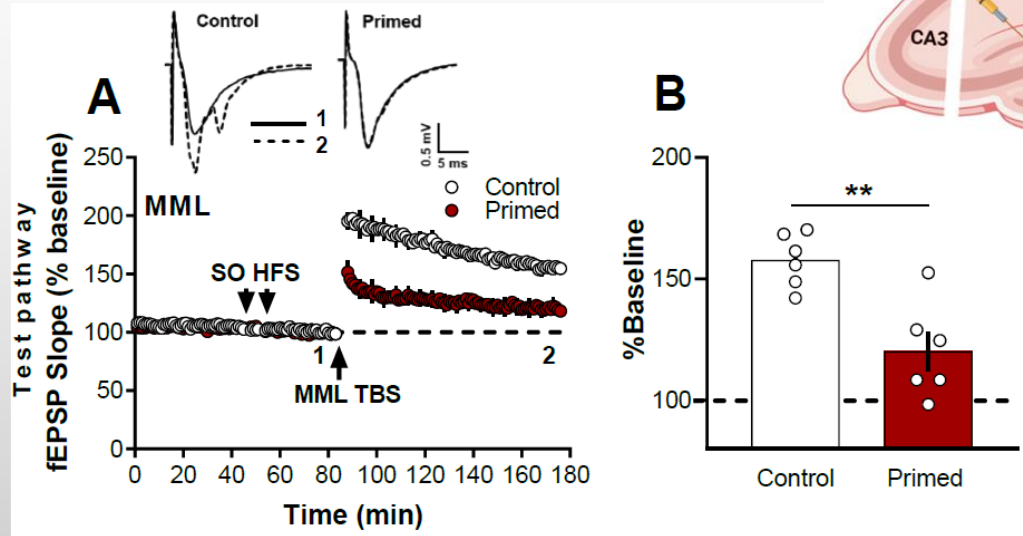 Control
Primed
CA3
A
B
1
2
0.5 mV
5 ms
Test pathway
fEPSP Slope (% baseline)
250
200
150
100
50
0
MML
Control
Primed
SO HFS
1
2
MML TBS
0 20 40 60 80 100 120 140 160 180
Time (min)
%Baseline
200
150
100
**
Control Primed